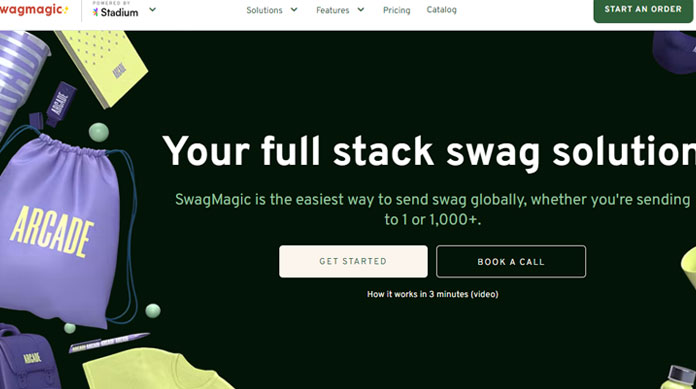 wagmagic
POWERED BY
Stadium
Solutions
Features
Pricing
Catalog
START AN ORDER
ARCADE
ARCADE
Your full stack swag solution
SwagMagic is the easiest way to send swag globally, whether you're sending
to 1 or 1,000+.
ARCADE
GET STARTED
BOOK A CALL
How it works in 3 minutes (video)
ARCADE
ARCADE